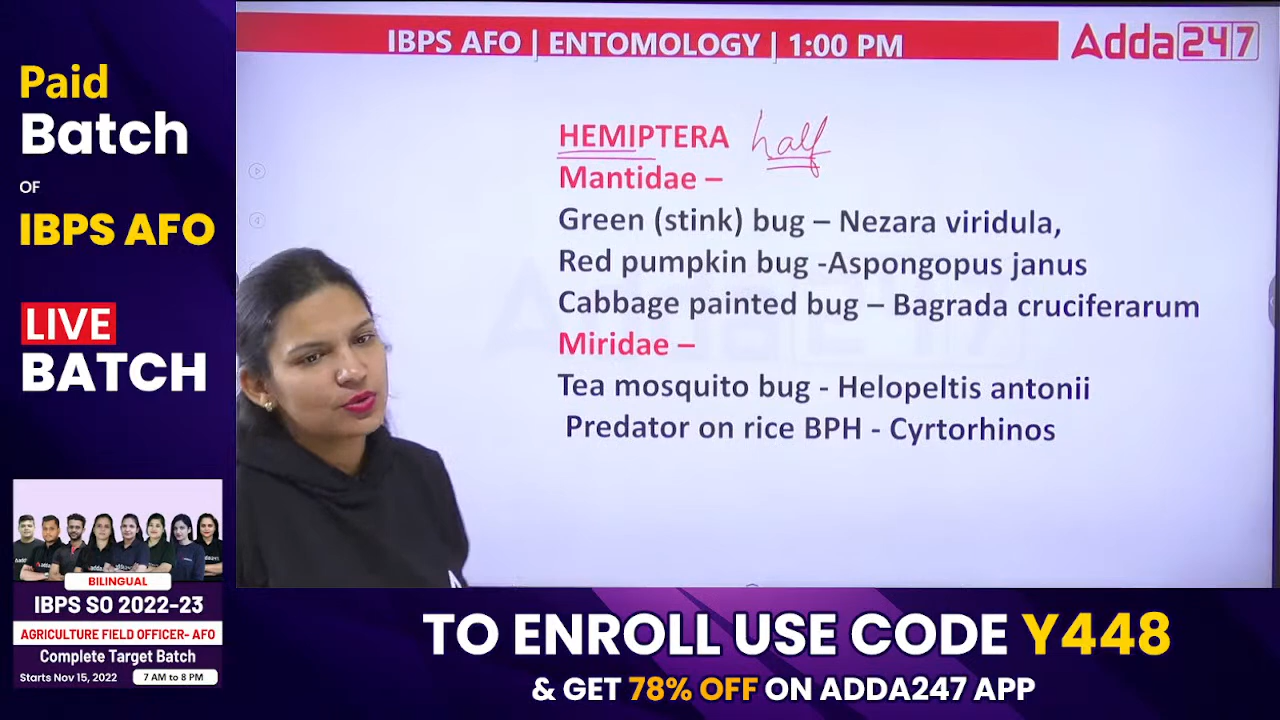 Paid
Batch
OF
IBPS AFO
LIVE
BATCH
BILINGUAL
IBPS SO 2022-23
AGRICULTURE FIELD OFFICER- AFO
Complete Target Batch
Starts Nov 15, 2022 7 AM to 8 PM
IBPS AFO | ENTOMOLOGY | 1:00 PM
Adda247
HEMIPTERA half
Mantidae –
Green (stink) bug – Nezara viridula,
Red pumpkin bug -Aspongopus janus
Cabbage painted bug – Bagrada cruciferarum
Miridae –
Tea mosquito bug - Helopeltis antonii
Predator on rice BPH - Cyrtorhinos
TO ENROLL USE CODE Y448
& GET 78% OFF ON ADDA247 APP